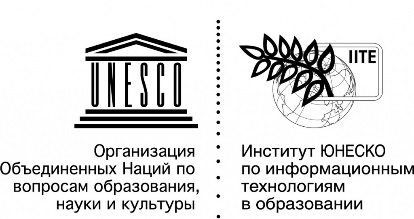 UNESCO
Организация
Объединенных Наций по
вопросам образования,
науки и культуры
IITE
Институт ЮНЕСКО
по информационным
технологиям
в образовании